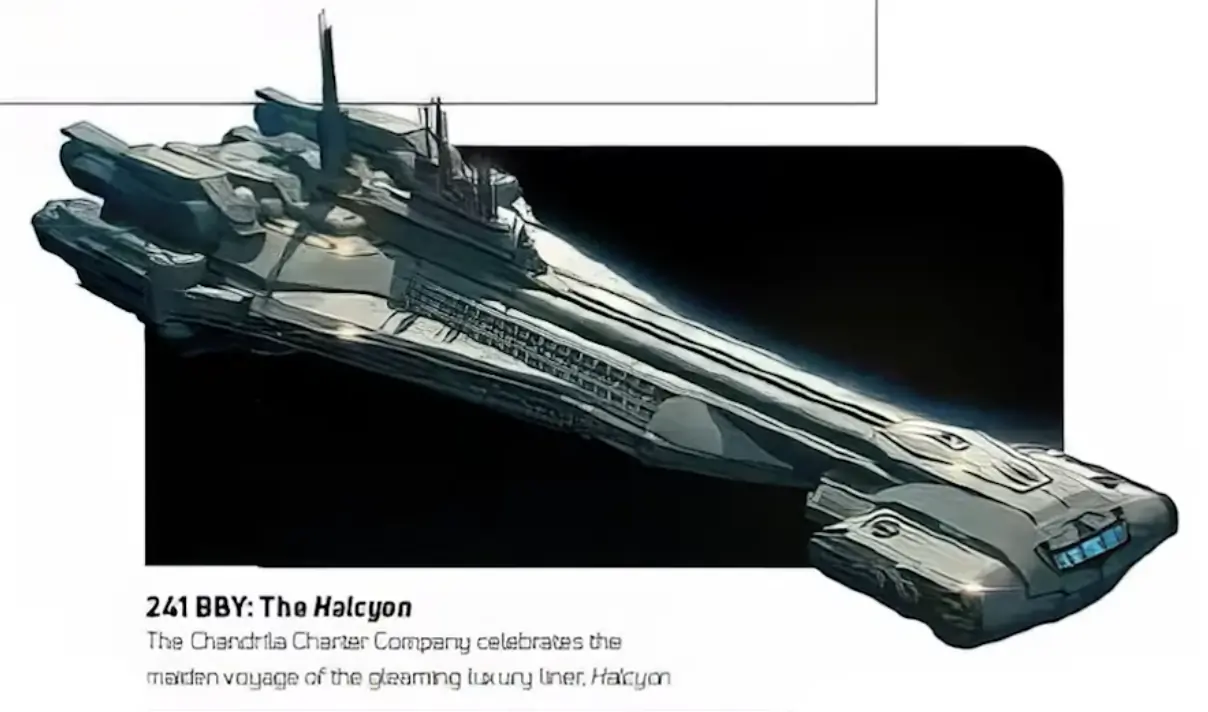 241 BBY: The Halcyon
The Chandrila Charter Company celebrates the
maiden voyage of the gleaming luxury liner, Halcyon